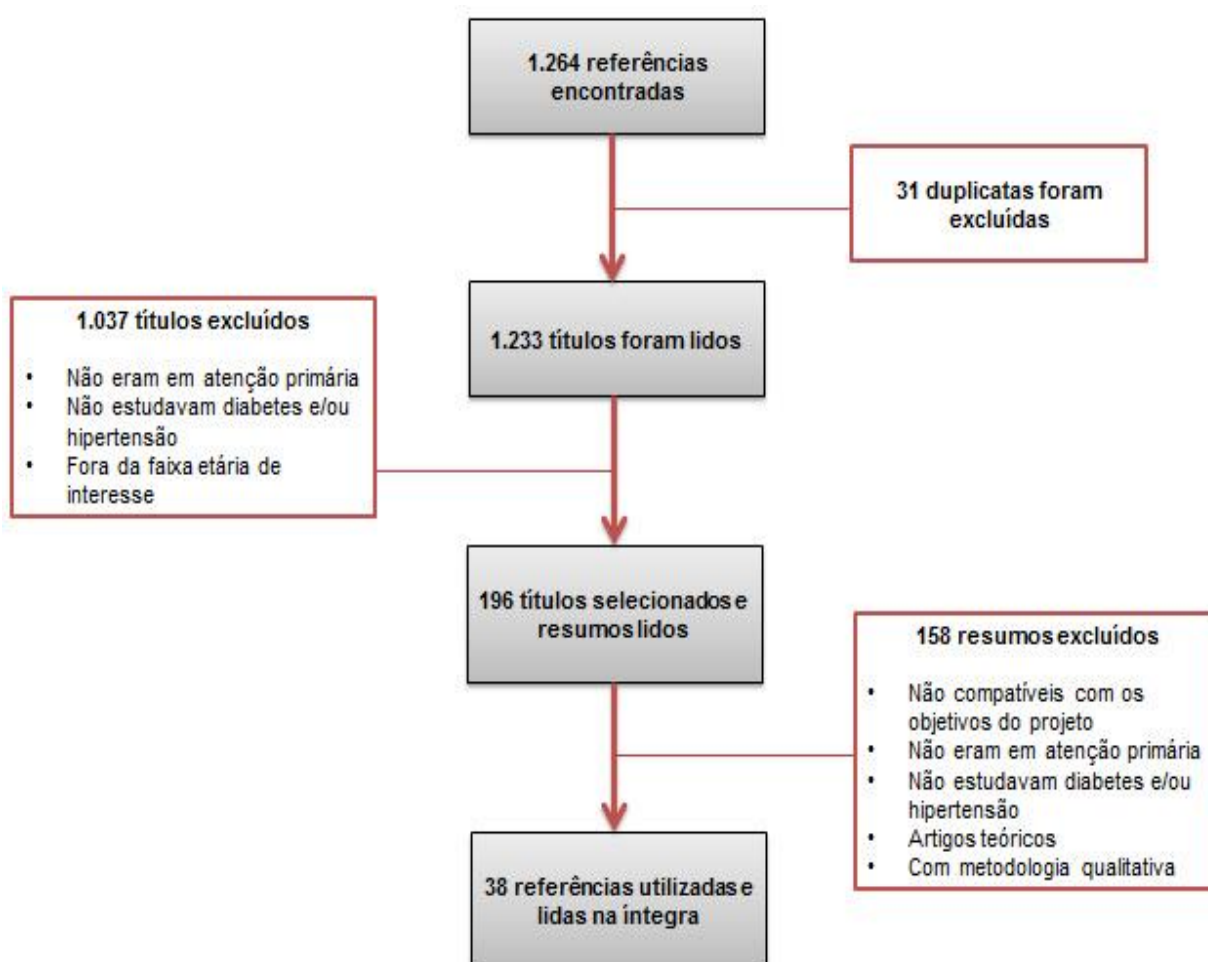 1.264 referências
encontradas
31 duplicatas foram
excluídas
1.233 títulos foram lidos
1.037 títulos excluídos
• Não eram em atenção primária
• Não estudavam diabetes e/ou
hipertensão
• Fora da faixa etária de
interesse
196 títulos selecionados e
resumos lidos
158 resumos excluídos
• Não compatíveis com os
objetivos do projeto
• Não eram em atenção primária
• Não estudavam diabetes e/ou
hipertensão
• Artigos teóricos
• Com metodologia qualitativa
38 referências utilizadas e
lidas na íntegra